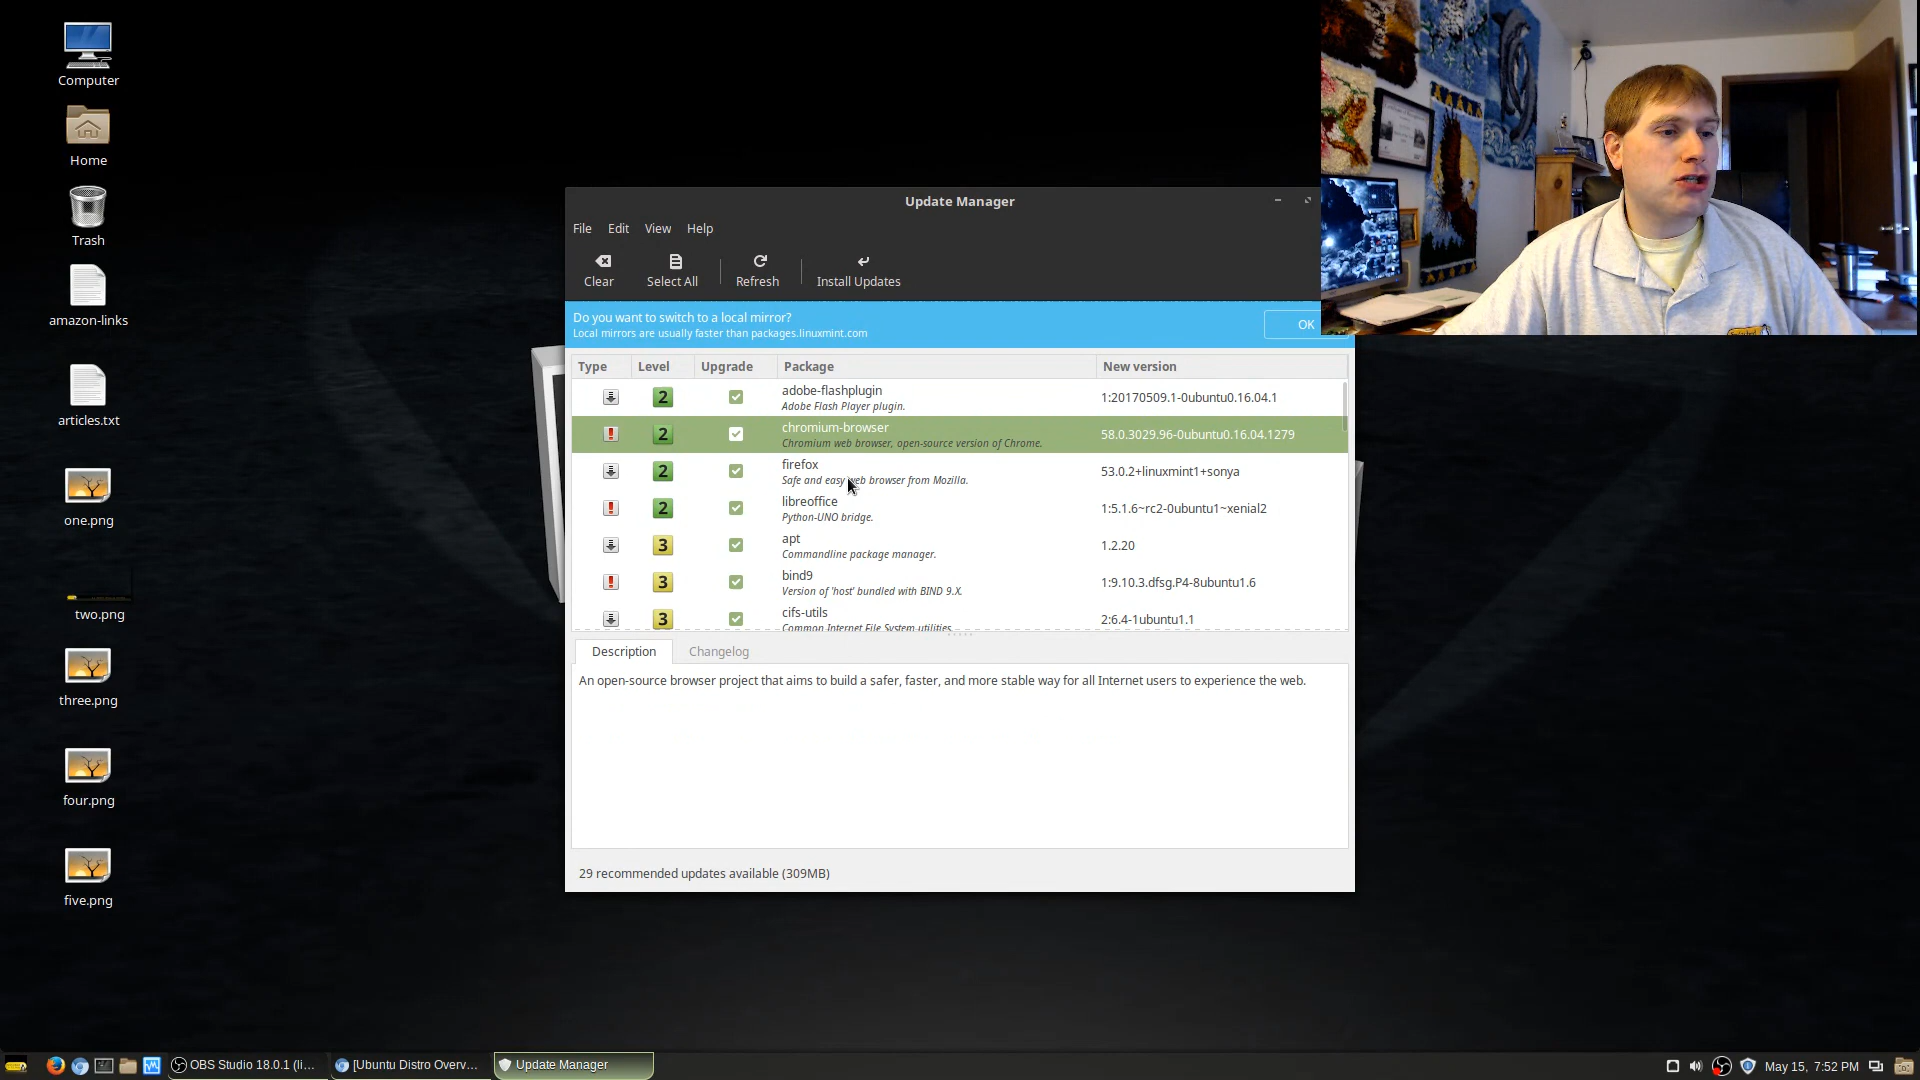 Computer
Home
Trash
amazon-links
articles.txt
one.png
two.png
three.png
four.png
five.png
Update Manager
File Edit View Help
Clear Select All Refresh Install Updates
Do you want to switch to a local mirror?
Local mirrors are usually faster than packages.linuxmint.com
OK
Type Level Upgrade Package New version
2 adobe-flashplugin 1:20170509.1-0ubuntu0.16.04.1
Adobe Flash Player plugin.
2 chromium-browser 58.0.3029.96-0ubuntu0.16.04.1279
Chromium web browser, open-source version of Chrome.
2 firefox 53.0.2+linuxmint1+sonya
Safe and easy web browser from Mozilla.
2 libreoffice 1:5.1.6~rc2-0ubuntu1~xenial2
Python-UNO bridge.
3 apt 1.2.20
Commandline package manager.
3 bind9 1:9.10.3.dfsg.P4-8ubuntu1.6
Version of 'host' bundled with BIND 9.X.
3 cifs-utils 2:6.4-1ubuntu1.1
Common Internet File System utilities
Description Changelog
An open-source browser project that aims to build a safer, faster, and more stable way for all Internet users to experience the web.
29 recommended updates available (309MB)
OBS Studio 18.0.1 (li... [Ubuntu Distro Overv... Update Manager May 15, 7:52 PM